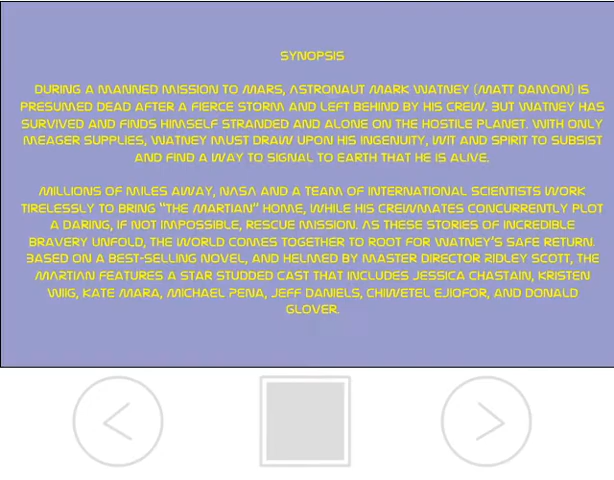 SYNOPSIS
DURING A MANNED MISSION TO MARS, ASTRONAUT MARK WATNEY (MATT DAMON) IS
PRESUMED DEAD AFTER A FIERCE STORM AND LEFT BEHIND BY HIS CREW. BUT WATNEY HAS
SURVIVED AND FINDS HIMSELF STRANDED AND ALONE ON THE HOSTILE PLANET. WITH ONLY
MEAGER SUPPLIES, WATNEY MUST DRAW UPON HIS INGENUITY, WIT AND SPIRIT TO SUBSIST
AND FIND A WAY TO SIGNAL TO EARTH THAT HE IS ALIVE.
MILLIONS OF MILES AWAY, NASA AND A TEAM OF INTERNATIONAL SCIENTISTS WORK
TIRELESSLY TO BRING "THE MARTIAN" HOME, WHILE HIS CREWMATES CONCURRENTLY PLOT
A DARING, IF NOT IMPOSSIBLE, RESCUE MISSION. AS THESE STORIES OF INCREDIBLE
BRAVERY UNFOLD, THE WORLD COMES TOGETHER TO ROOT FOR WATNEY'S SAFE RETURN.
BASED ON A BEST-SELLING NOVEL, AND HELMED BY MASTER DIRECTOR RIDLEY SCOTT, THE
MARTIAN FEATURES A STAR STUDDED CAST THAT INCLUDES JESSICA CHASTAIN, KRISTEN
WIIG, KATE MARA, MICHAEL PENA, JEFF DANIELS, CHIWETEL EJIOFOR, AND DONALD
GLOVER.